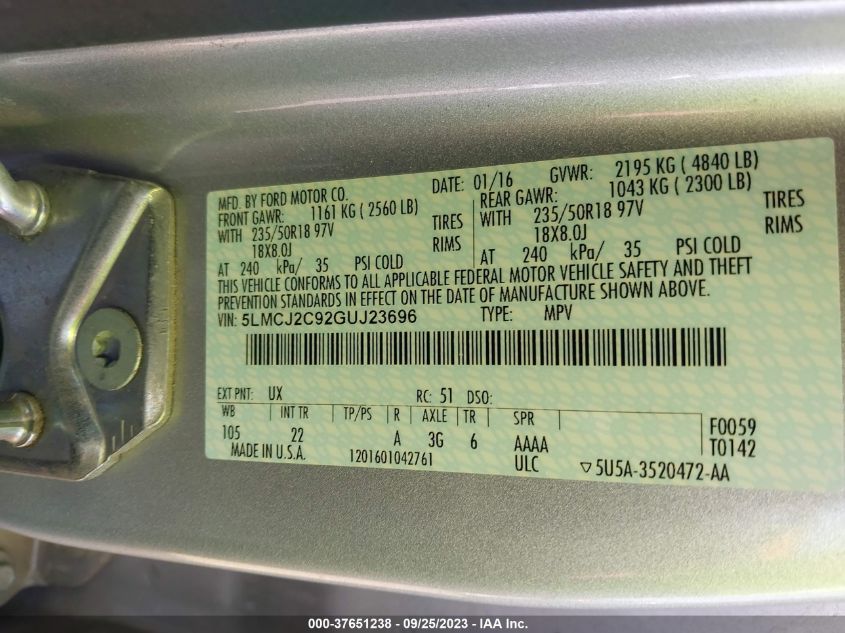 MFD. BY FORD MOTOR CO. DATE: 01/16 GVWR: 2195 KG ( 4840 LB)
FRONT GAWR: 1161 KG ( 2560 LB) REAR GAWR: 1043 KG ( 2300 LB)
WITH 235/50R18 97V TIRES WITH 235/50R18 97V TIRES
18X8.0J RIMS 18X8.0J RIMS
AT 240 kPa/ 35 PSI COLD AT 240 kPa/ 35 PSI COLD
THIS VEHICLE CONFORMS TO ALL APPLICABLE FEDERAL MOTOR VEHICLE SAFETY AND THEFT
PREVENTION STANDARDS IN EFFECT ON THE DATE OF MANUFACTURE SHOWN ABOVE.
VIN: 5LMCJ2C92GUJ23696 TYPE: MPV
EXT PNT: UX RC: 51 DSO:
WB INT TR TP/PS R AXLE TR SPR F0059
105 22 A 3G 6 AAAA T0142
MADE IN U.S.A. 1201601042761 ULC ▽5U5A-3520472-AA
000-37651238 - 09/25/2023 - IAA Inc.